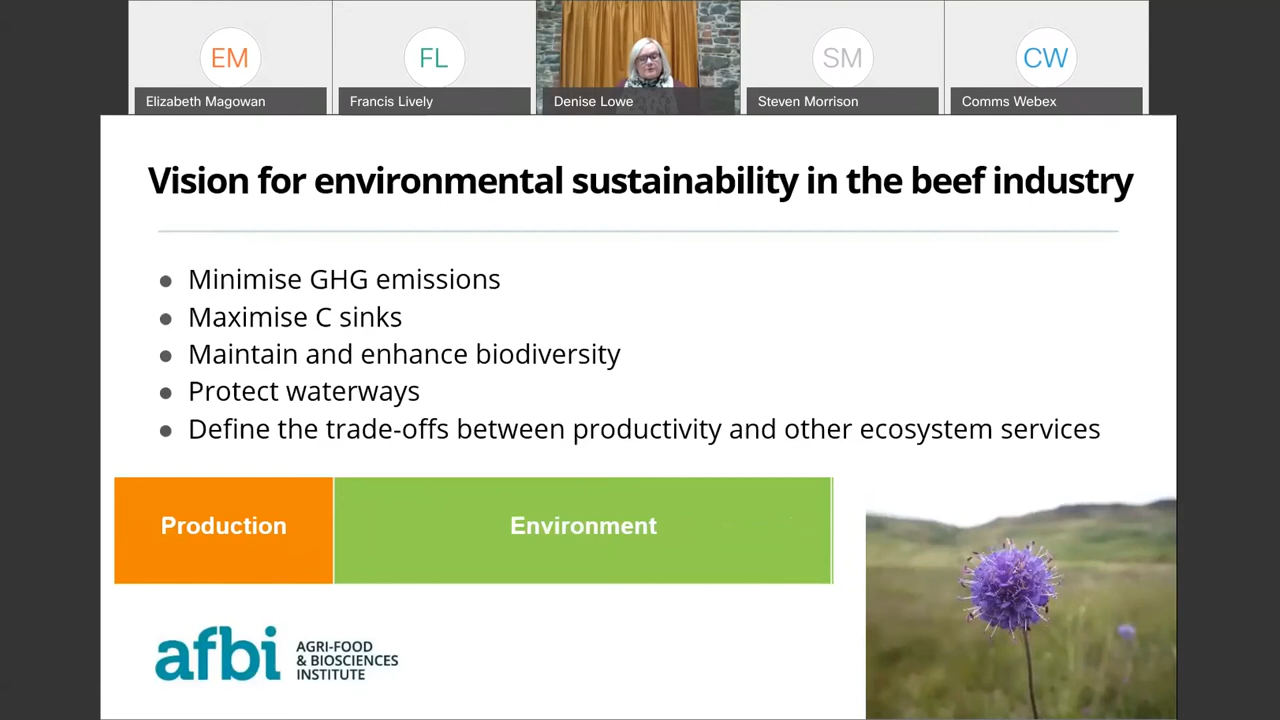 EM
FL
SM
CW
Elizabeth Magowan
Francis Lively
Denise Lowe
Steven Morrison
Comms Webex
Vision for environmental sustainability in the beef industry
Minimise GHG emissions
Maximise C sinks
Maintain and enhance biodiversity
Protect waterways
Define the trade-offs between productivity and other ecosystem services
Production
Environment
afbi
AGRI-FOOD
& BIOSCIENCES
INSTITUTE